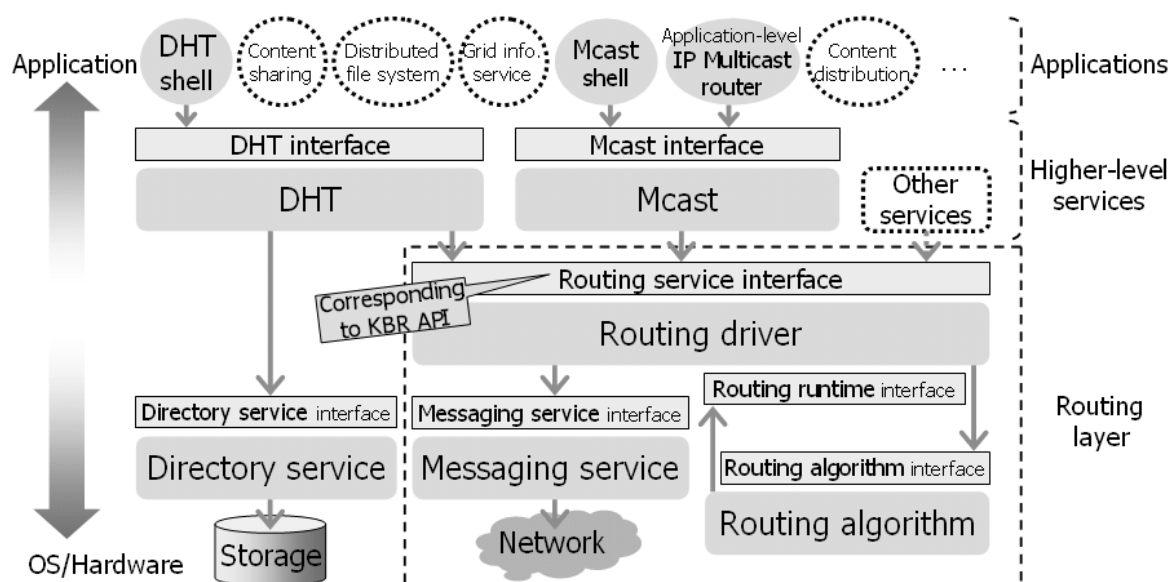 Application
DHT
shell
Content
sharing
Distributed
file system
Grid info.
service
Mcast
shell
Application-level
IP Multicast
router
Content
distribution
...
Applications
DHT interface
Mcast interface
DHT
Mcast
Other
services
Higher-level
services
Routing service interface
Corresponding
to KBR API
Routing driver
Routing runtime interface
Directory service interface
Messaging service interface
Routing
layer
Directory service
Messaging service
Routing algorithm interface
Routing algorithm
Storage
Network
OS/Hardware